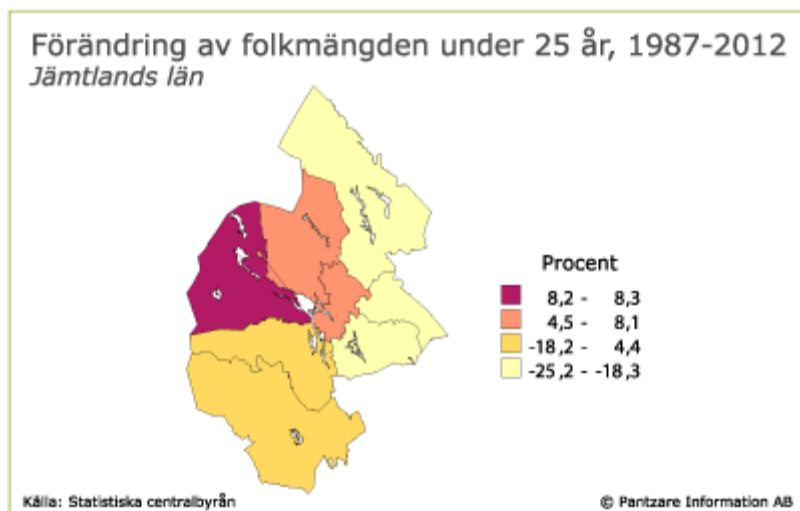 Förändring av folkmängden under 25 år, 1987-2012
Jämtlands län
Procent
8,2 - 8,3
4,5 - 8,1
-18,2 - 4,4
-25,2 - -18,3
Källa: Statistiska centralbyrån
© Pantzare Information AB